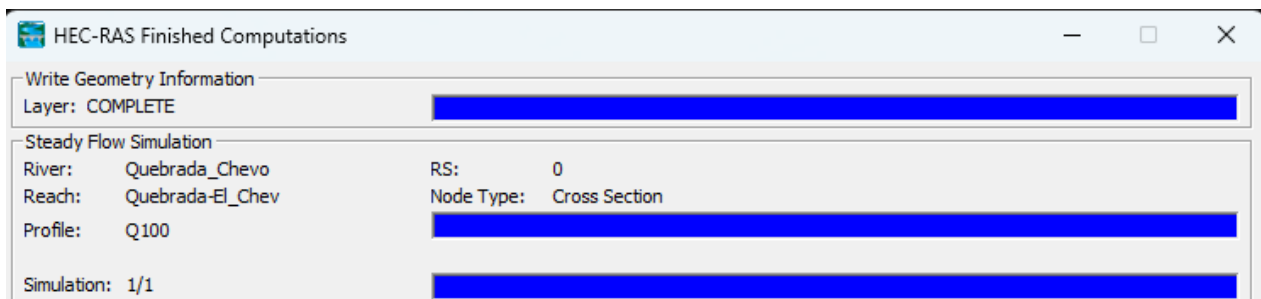 HEC-RAS Finished Computations
Write Geometry Information
Layer: COMPLETE
Steady Flow Simulation
River: Quebrada_Chevo RS: 0
Reach: Quebrada-El_Chev Node Type: Cross Section
Profile: Q100
Simulation: 1/1